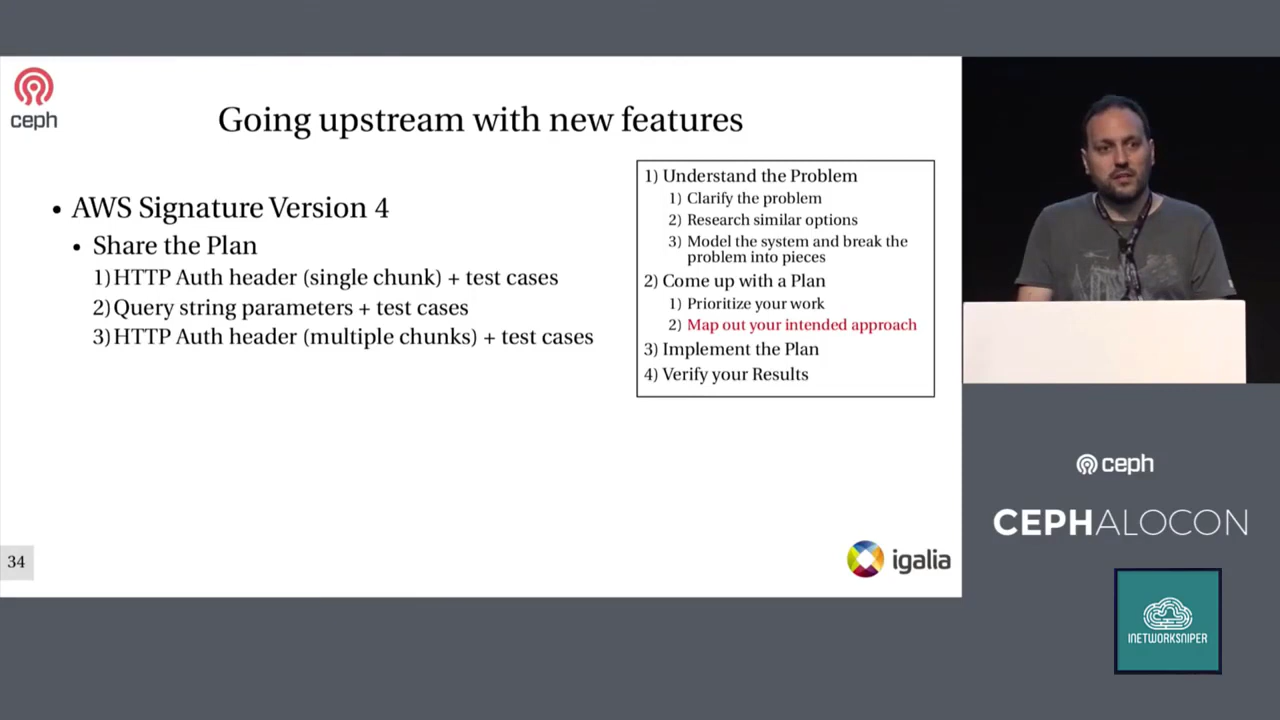 ceph
Going upstream with new features
• AWS Signature Version 4
• Share the Plan
1) HTTP Auth header (single chunk) + test cases
2) Query string parameters + test cases
3) HTTP Auth header (multiple chunks) + test cases
1) Understand the Problem
1) Clarify the problem
2) Research similar options
3) Model the system and break the
problem into pieces
2) Come up with a Plan
1) Prioritize your work
2) Map out your intended approach
3) Implement the Plan
4) Verify your Results
34
igalia
ceph
CEPHALOCON
INETWORKSNIPER